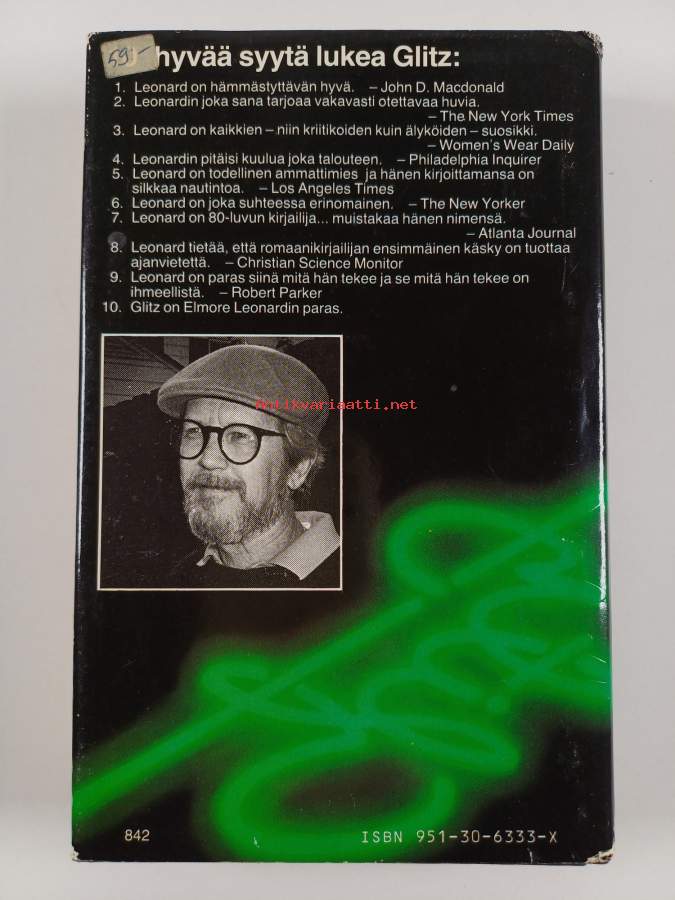 59,-
hyvää syytä lukea Glitz:
1. Leonard on hämmästyttävän hyvä. – John D. Macdonald
2. Leonardin joka sana tarjoaa vakavasti otettavaa huvia.
– The New York Times
3. Leonard on kaikkien – niin kriitikoiden kuin älyköiden – suosikki.
– Women's Wear Daily
4. Leonardin pitäisi kuulua joka talouteen. – Philadelphia Inquirer
5. Leonard on todellinen ammattimies ja hänen kirjoittamansa on
silkkaa nautintoa. – Los Angeles Times
6. Leonard on joka suhteessa erinomainen. – The New Yorker
7. Leonard on 80-luvun kirjailija... muistakaa hänen nimensä.
– Atlanta Journal
8. Leonard tietää, että romaanikirjailijan ensimmäinen käsky on tuottaa
ajanvietettä. – Christian Science Monitor
9. Leonard on paras siinä mitä hän tekee ja se mitä hän tekee on
ihmeellistä. – Robert Parker
10. Glitz on Elmore Leonardin paras.
antikvariaatti.net
842
ISBN 951-30-6333-X